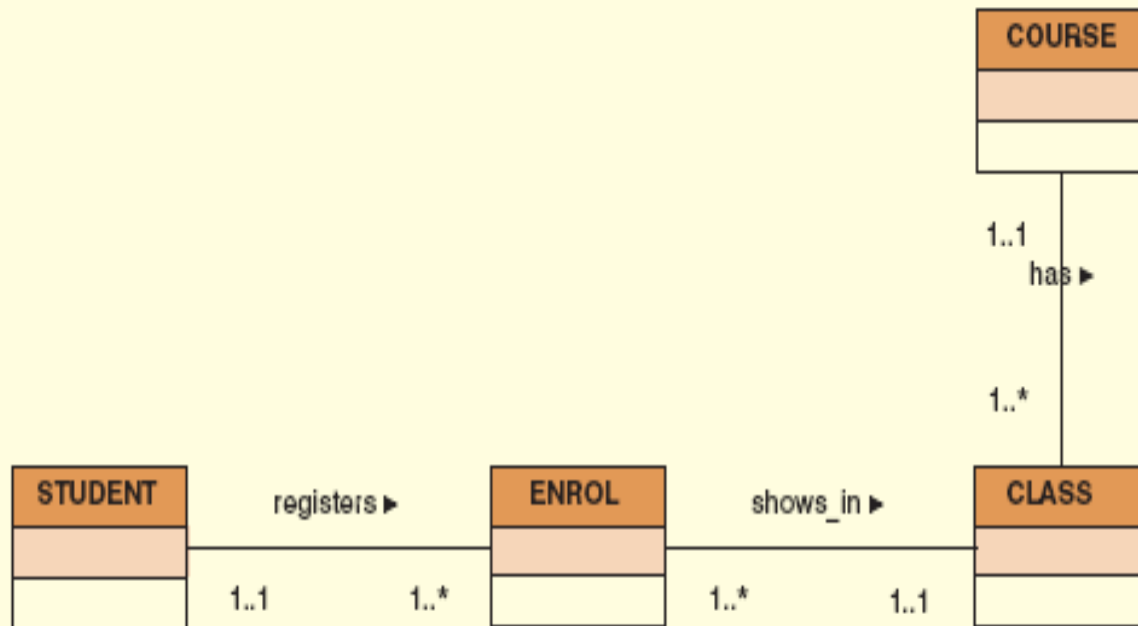 COURSE
1..1
has ▶
1..*
STUDENT
registers ▶
ENROL
shows_in ▶
CLASS
1..1
1..*
1..*
1..1